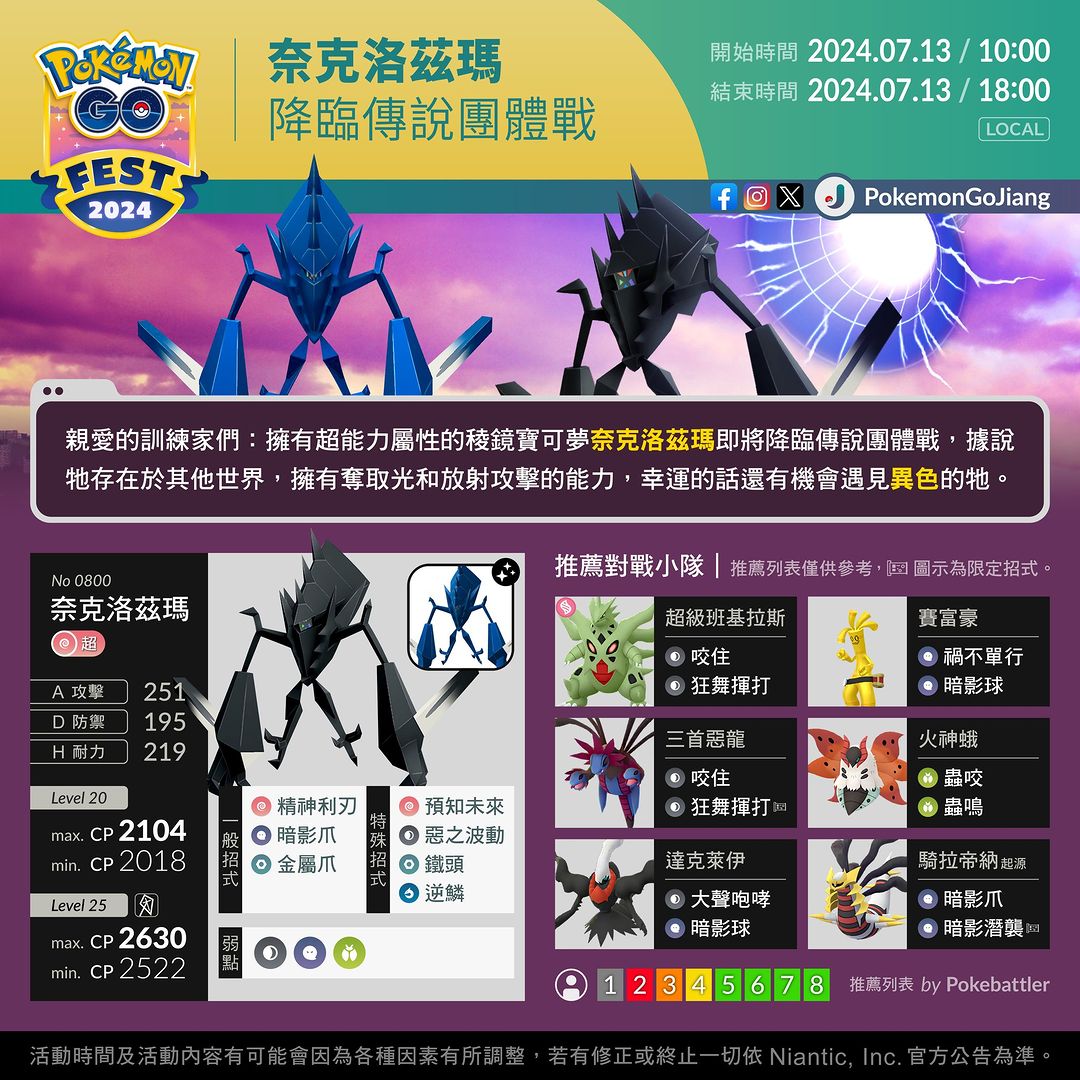 Pokémon
GO
FEST
2024
奈克洛茲瑪
降臨傳說團體戰
開始時間 2024.07.13 / 10:00
結束時間 2024.07.13 / 18:00
LOCAL
PokemonGoJiang
親愛的訓練家們：擁有超能力屬性的稜鏡寶可夢奈克洛茲瑪即將降臨傳說團體戰，據說
牠存在於其他世界，擁有奪取光和放射攻擊的能力，幸運的話還有機會遇見異色的牠。
No 0800
奈克洛茲瑪
超
A 攻擊 251
D 防禦 195
H 耐力 219
Level 20
max. CP 2104
min. CP 2018
Level 25
max. CP 2630
min. CP 2522
一般招式
精神利刃
暗影爪
金屬爪
特殊招式
預知未來
惡之波動
鐵頭
逆鱗
弱點
推薦對戰小隊 | 推薦列表僅供參考，圖示為限定招式。
超級班基拉斯
咬住
狂舞揮打
賽富豪
禍不單行
暗影球
三首惡龍
咬住
狂舞揮打
火神蛾
蟲咬
蟲鳴
達克萊伊
大聲咆哮
暗影球
騎拉帝納 起源
暗影爪
暗影潛襲
1 2 3 4 5 6 7 8
推薦列表 by Pokebattler
活動時間及活動內容有可能會因為各種因素有所調整，若有修正或終止一切依 Niantic, Inc. 官方公告為準。